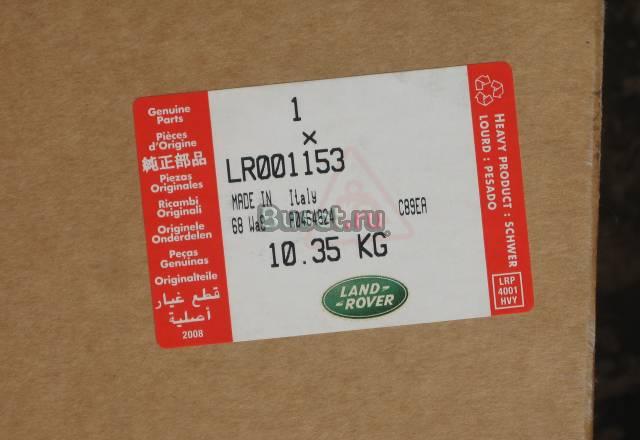 Genuine
Parts
Pièces
d'Origine
純正部品
Piezas
Originales
Ricambi
Originali
Originele
Onderdelen
Peças
Genuinas
Originalteile
قطع غيار
أصلية
2008
1
×
LR001153
MADE IN Italy
68 C89EA
10.35 KG
LAND-
-ROVER
HEAVY PRODUCT : SCHWER
LOURD : PESADO
LRP
4001
HVY